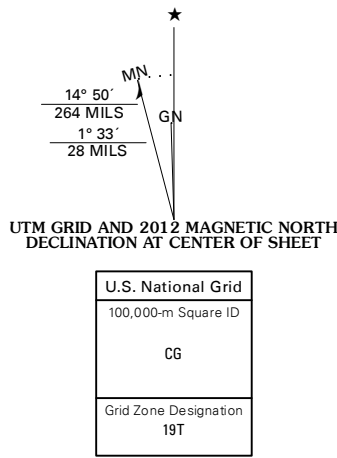 ★
MN
14° 50´
264 MILS
GN
1° 33´
28 MILS
UTM GRID AND 2012 MAGNETIC NORTH
DECLINATION AT CENTER OF SHEET
U.S. National Grid
100,000-m Square ID
CG
Grid Zone Designation
19T